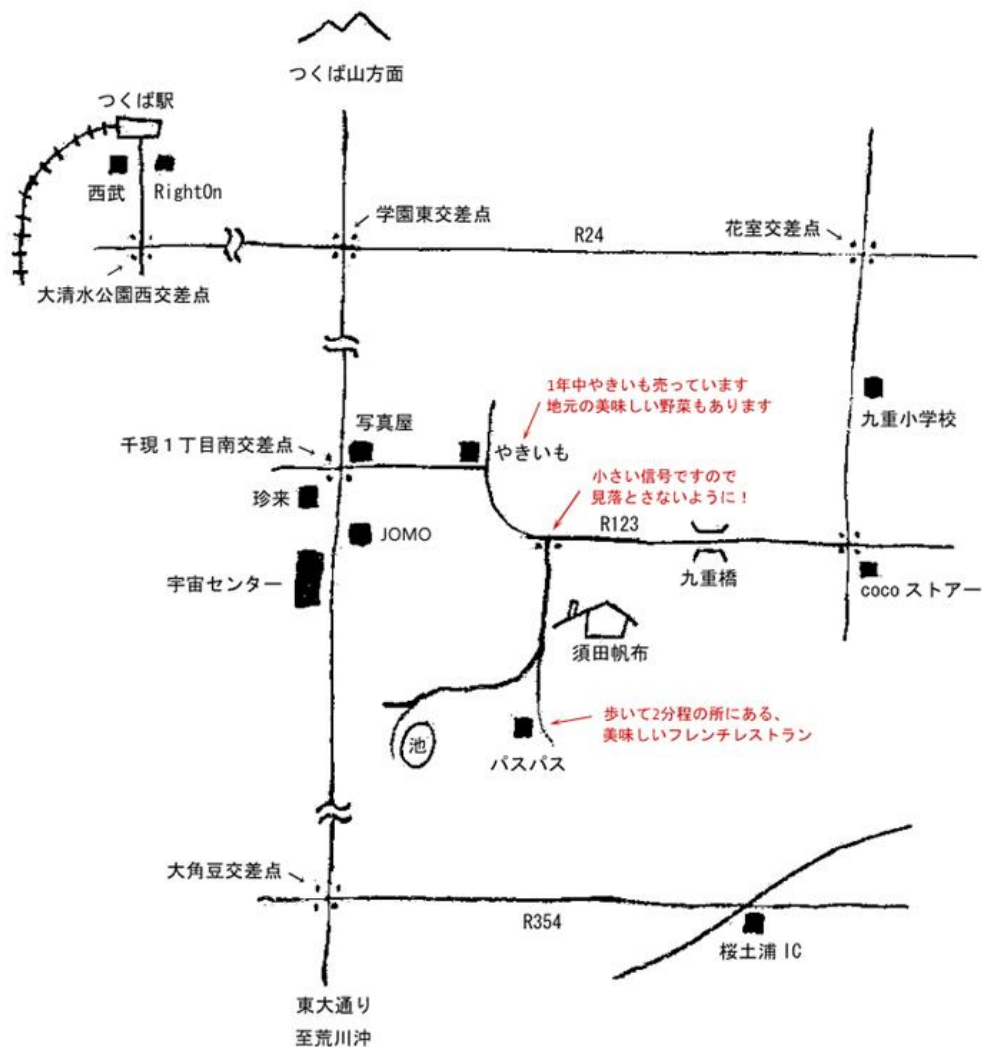 つくば山方面
つくば駅
西武
RightOn
学園東交差点
R24
花室交差点
大清水公園西交差点
1年中やきいも売っています
地元の美味しい野菜もあります
九重小学校
写真屋
千現1丁目南交差点
やきいも
小さい信号ですので
見落とさないように！
珍来
R123
JOMO
九重橋
宇宙センター
coco ストアー
須田帆布
歩いて2分程の所にある、
美味しいフレンチレストラン
池
パスパス
大角豆交差点
R354
桜土浦 IC
東大通り
至荒川沖